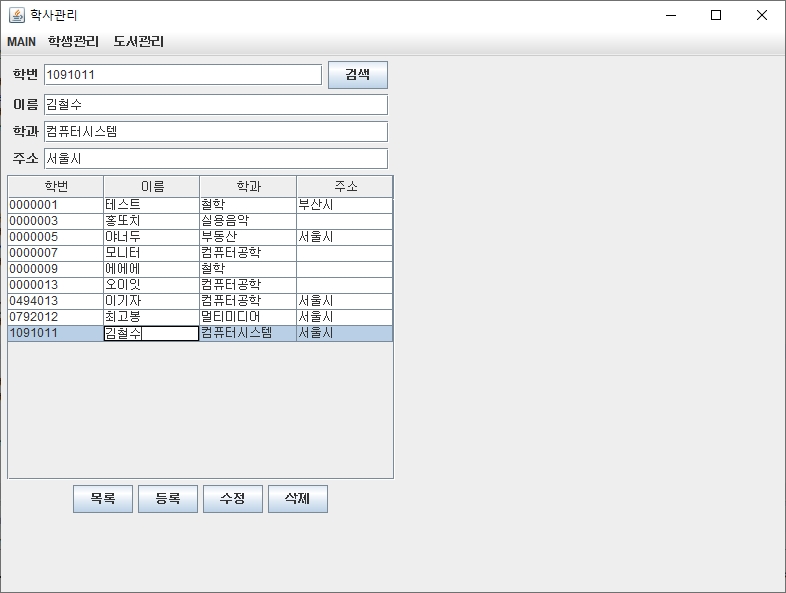 학사관리
MAIN 학생관리 도서관리
학번 1091011 검색
이름 김철수
학과 컴퓨터시스템
주소 서울시
학번 이름 학과 주소
0000001 테스트 철학 부산시
0000003 홍또치 실용음악
0000005 야너두 부동산 서울시
0000007 모니터 컴퓨터공학
0000009 에에에 철학
0000013 오이잇 컴퓨터공학
0494013 이기자 컴퓨터공학 서울시
0792012 최고봉 멀티미디어 서울시
1091011 김철수 컴퓨터시스템 서울시
목록 등록 수정 삭제